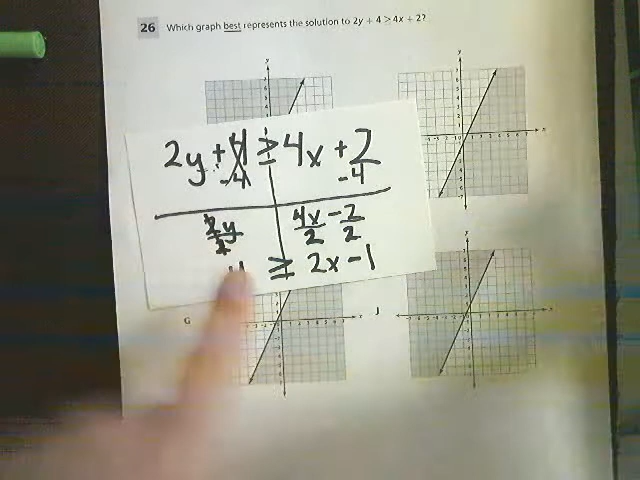 26 Which graph best represents the solution to 2y + 4 > 4x + 2?
2y + 4 ≥ 4x + 2
- 4 - 4
2y/2 4x/2 - 2/2
y ≥ 2x - 1
G J